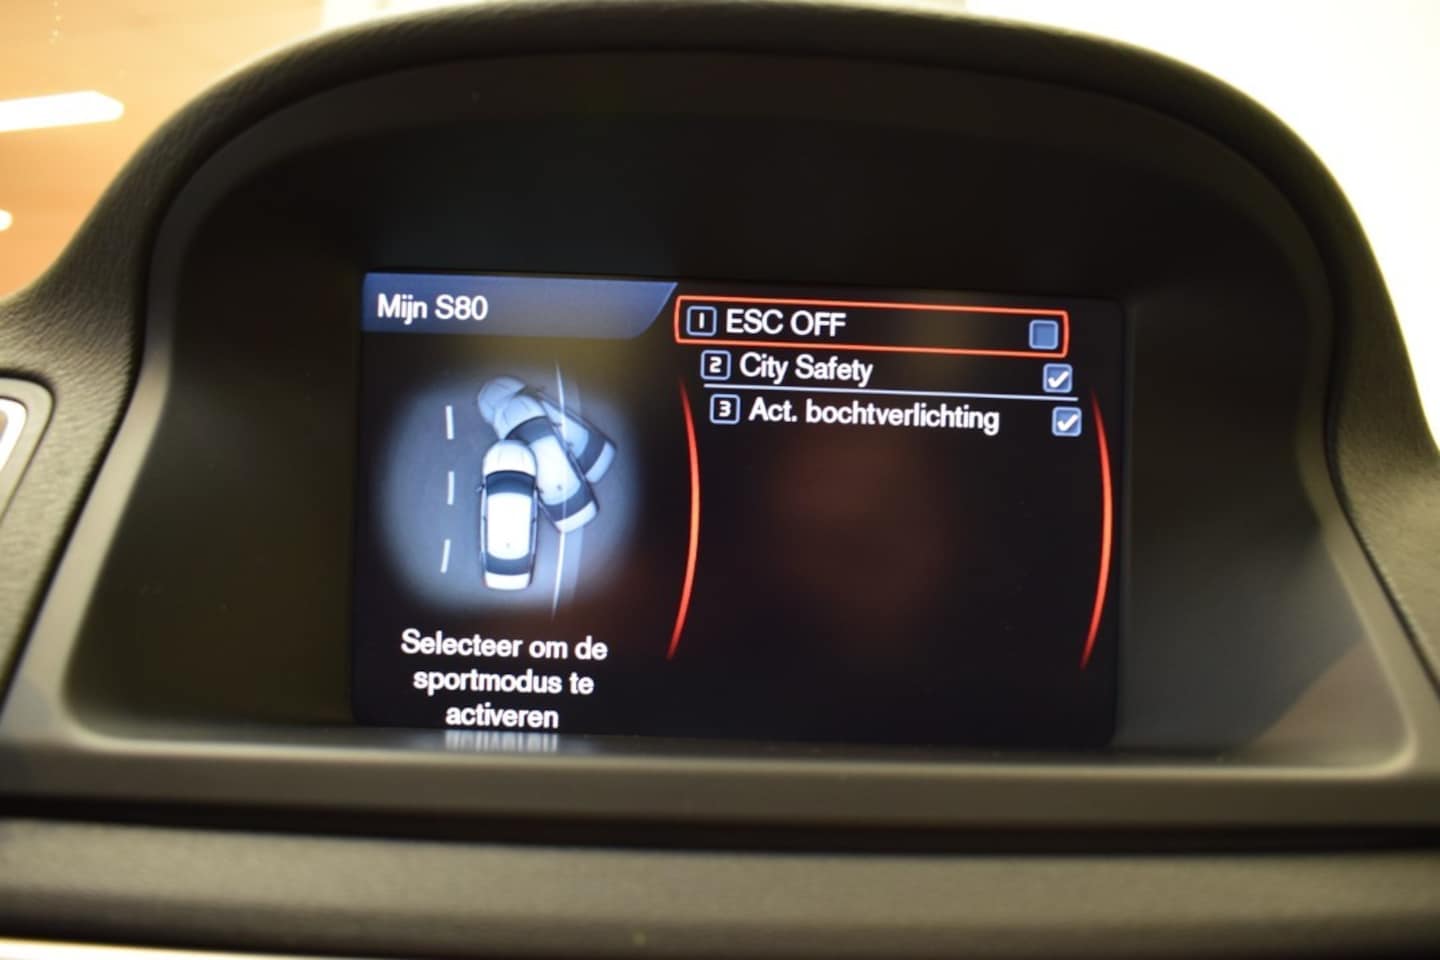 Mijn S80
1 ESC OFF
2 City Safety
3 Act. bochtverlichting
Selecteer om de
sportmodus te
activeren